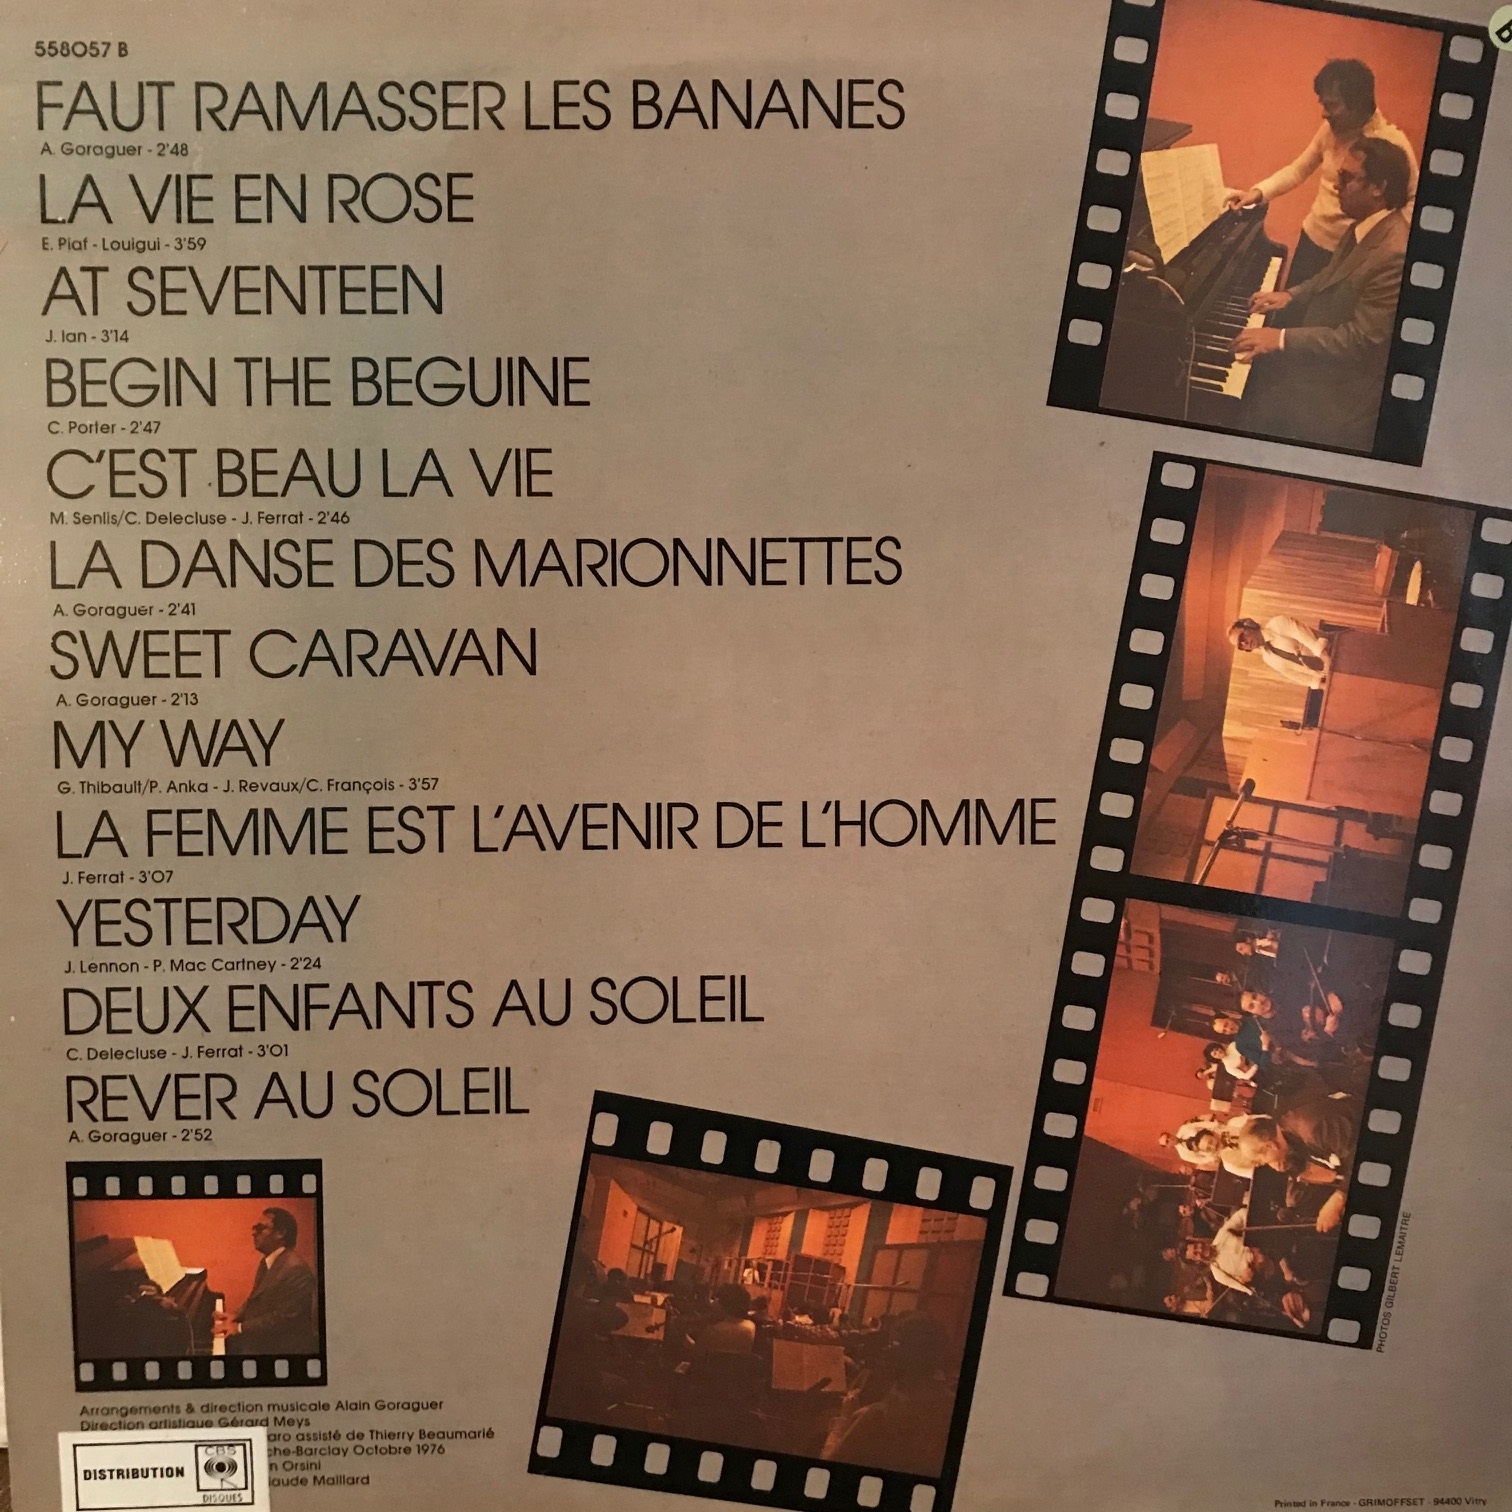 558057 B
FAUT RAMASSER LES BANANES
A. Goraguer - 2'48
LA VIE EN ROSE
E. Piaf - Louigui - 3'59
AT SEVENTEEN
J. Ian - 3'14
BEGIN THE BEGUINE
C. Porter - 2'47
C'EST BEAU LA VIE
M. Senlis/C. Delecluse - J. Ferrat - 2'46
LA DANSE DES MARIONNETTES
A. Goraguer - 2'41
SWEET CARAVAN
A. Goraguer - 2'13
MY WAY
G. Thibault/P. Anka - J. Revaux/C. François - 3'57
LA FEMME EST L'AVENIR DE L'HOMME
J. Ferrat - 3'07
YESTERDAY
J. Lennon - P. Mac Cartney - 2'24
DEUX ENFANTS AU SOLEIL
C. Delecluse - J. Ferrat - 3'01
REVER AU SOLEIL
A. Goraguer - 2'52
Arrangements & direction musicale Alain Goraguer
Direction artistique Gérard Meys
assisté de Thierry Beaumarié
-Barclay Octobre 1976
Orsini
Maillard
DISTRIBUTION
CBS
DISQUES
PHOTOS GILBERT LEMAITRE
Printed in France - GRIMOFFSET - 94400 Vitry